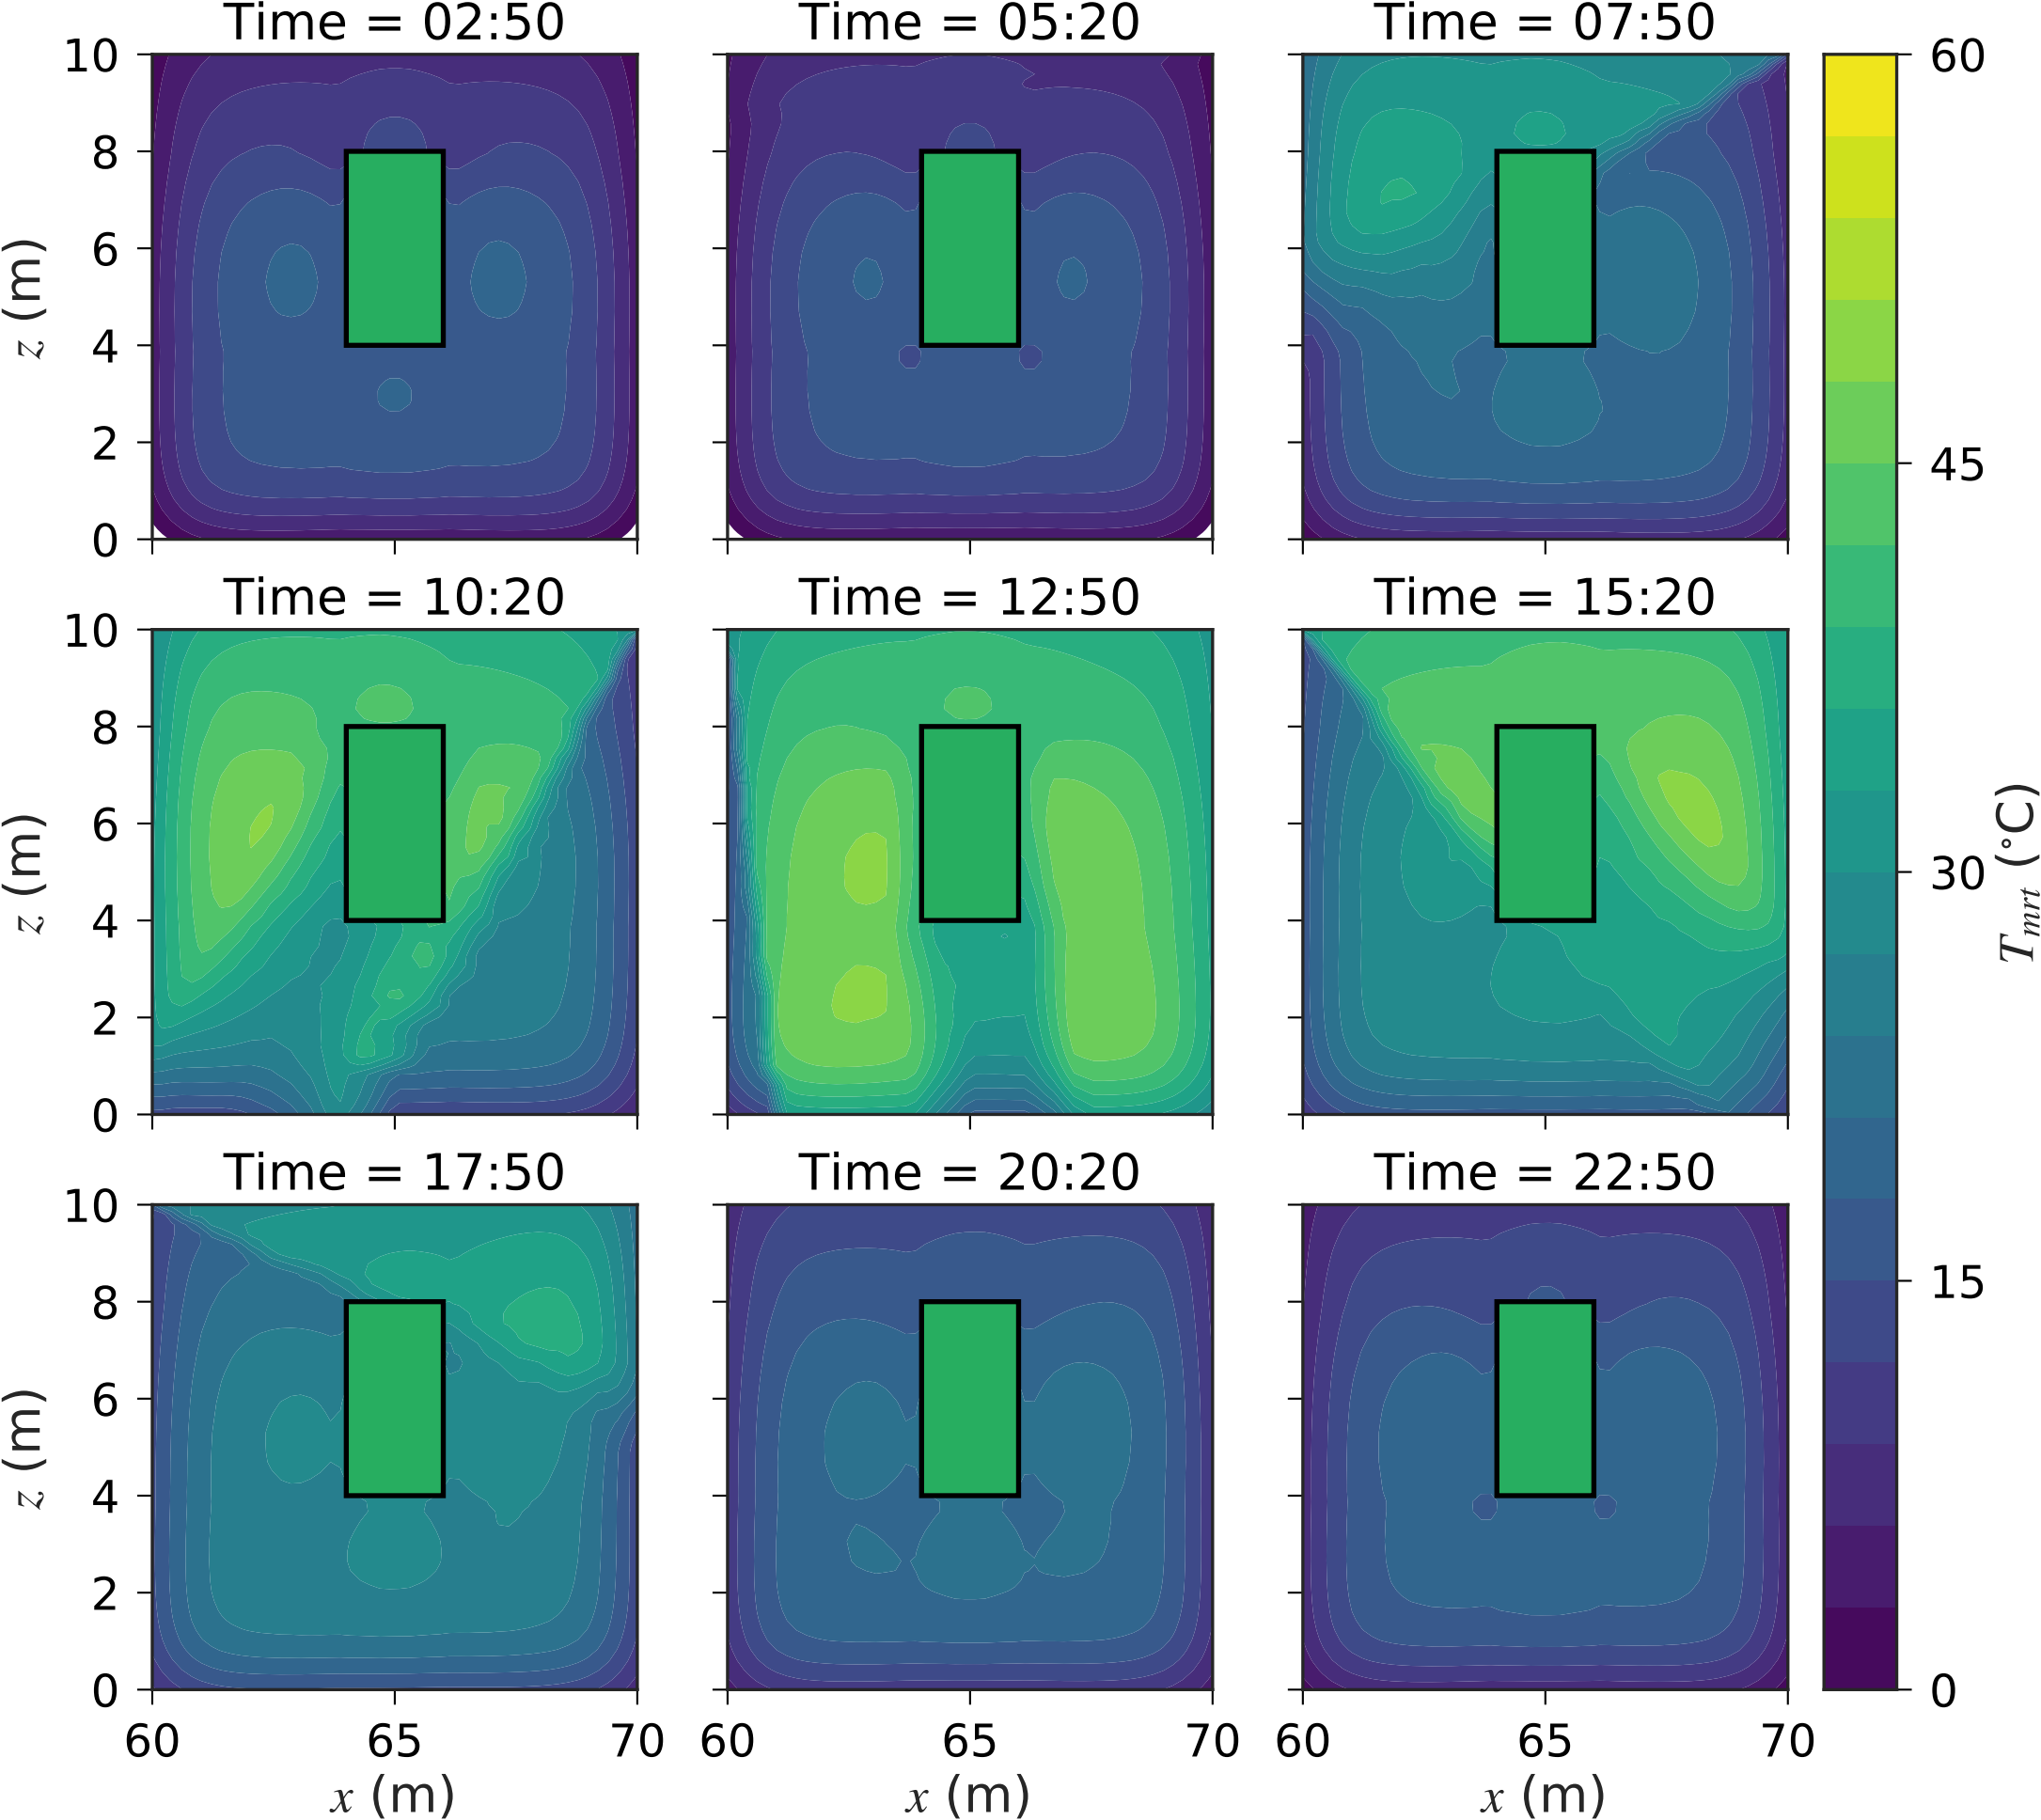 Time = 02:50 Time = 05:20 Time = 07:50
10
8
6
4
2
0
z (m)
60
45
30
15
0
T mrt (°C)
Time = 10:20 Time = 12:50 Time = 15:20
10
8
6
4
2
0
z (m)
Time = 17:50 Time = 20:20 Time = 22:50
10
8
6
4
2
0
z (m)
60 65 70 60 65 70 60 65 70
x (m) x (m) x (m)